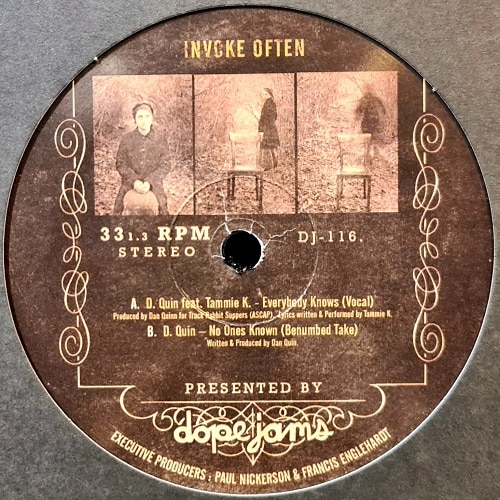 INVOKE OFTEN
33 1.3 RPM
STEREO
DJ-116.
A. D. Quin feat. Tammie K. - Everybody Knows (Vocal)
Produced by Dan Quinn for Track Rabbit Suppers (ASCAP). Lyrics written & Performed by Tammie K.
B. D. Quin – No Ones Known (Benumbed Take)
Written & Produced by Dan Quin.
PRESENTED BY
dope jams
EXECUTIVE PRODUCERS : PAUL NICKERSON & FRANCIS ENGLEHARDT